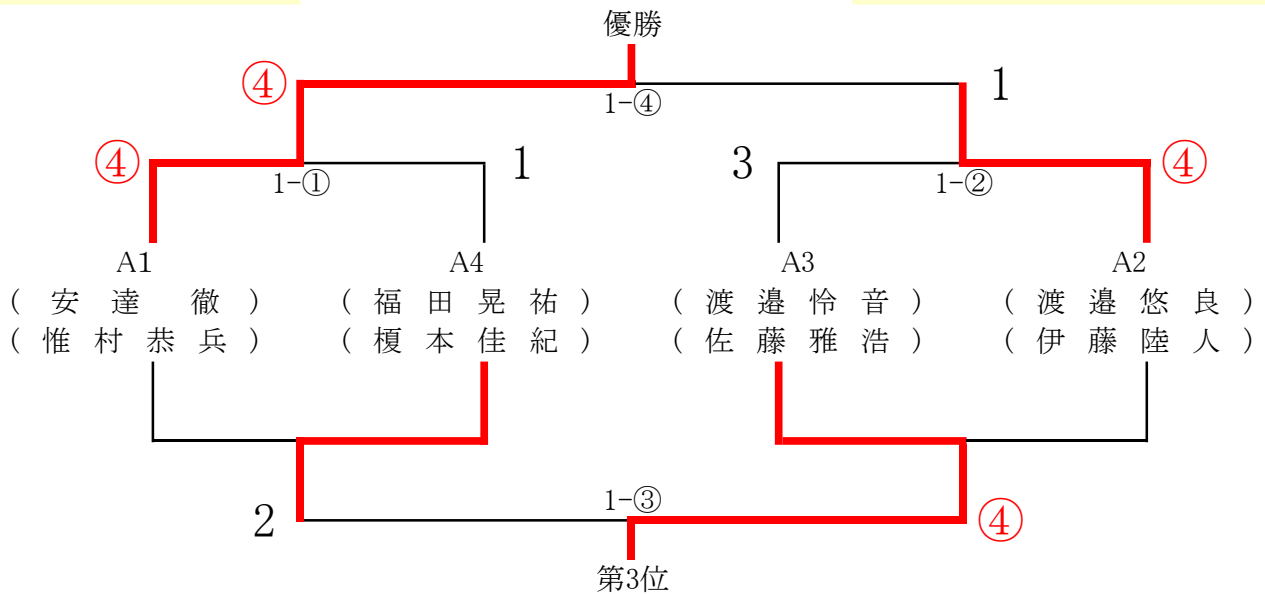 優勝
④ 1
1-④
④ 1 3 ④
1-① 1-②
A1 A4 A3 A2
(安達 徹) (福田晃祐) (渡邉怜音) (渡邉悠良)
(惟村恭兵) (榎本佳紀) (佐藤雅浩) (伊藤陸人)
1-③
2 ④
第3位